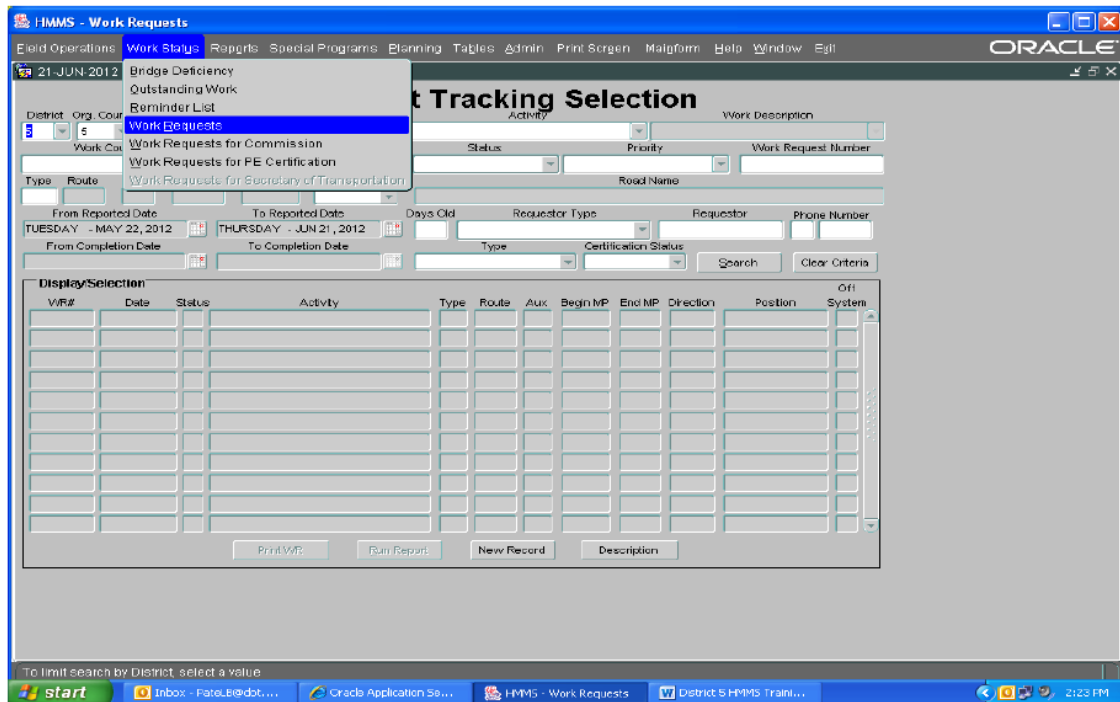 HMMS - Work Requests
Field Operations Work Status Reports Special Programs Planning Tables Admin Print Screen Mainform Help Window Exit ORACLE
21-JUN-2012
Bridge Deficiency
Outstanding Work
Reminder List
Work Requests
Work Requests for Commission
Work Requests for PE Certification
Work Requests for Secretary of Transportation
t Tracking Selection
District Org. Cour Activity Work Description
5 5
Work Cou Status Priority Work Request Number
Type Route Road Name
From Reported Date To Reported Date Days Old Requestor Type Requestor Phone Number
TUESDAY - MAY 22, 2012 THURSDAY - JUN 21, 2012
From Completion Date To Completion Date Type Certification Status
Search Clear Criteria
Display/Selection
WR# Date Status Activity Type Route Aux Begin MP End MP Direction Position Off System
Print WR Run Report New Record Description
To limit search by District, select a value
start Inbox - PatelB@dot.... Oracle Application Se... HMMS - Work Requests District 5 HMMS Traini... 2:23 PM